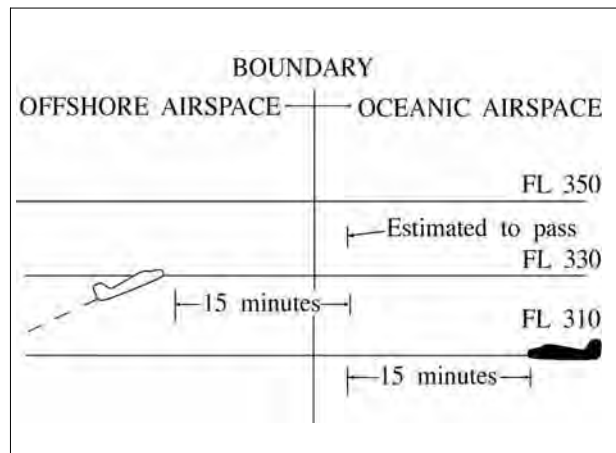 BOUNDARY
OFFSHORE AIRSPACE
OCEANIC AIRSPACE
FL 350
Estimated to pass
FL 330
15 minutes
FL 310
15 minutes